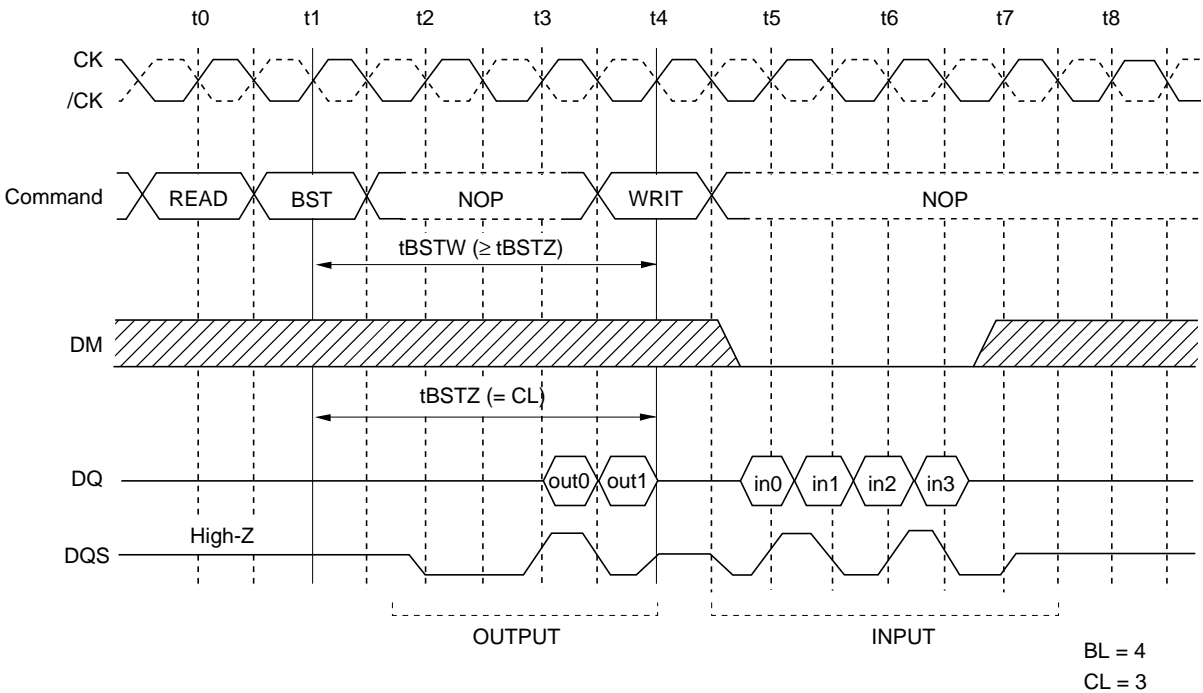 t0 t1 t2 t3 t4 t5 t6 t7 t8
CK
/CK
Command READ BST NOP WRIT NOP
tBSTW (≥ tBSTZ)
DM
tBSTZ (= CL)
DQ out0 out1 in0 in1 in2 in3
High-Z
DQS
OUTPUT INPUT
BL = 4
CL = 3